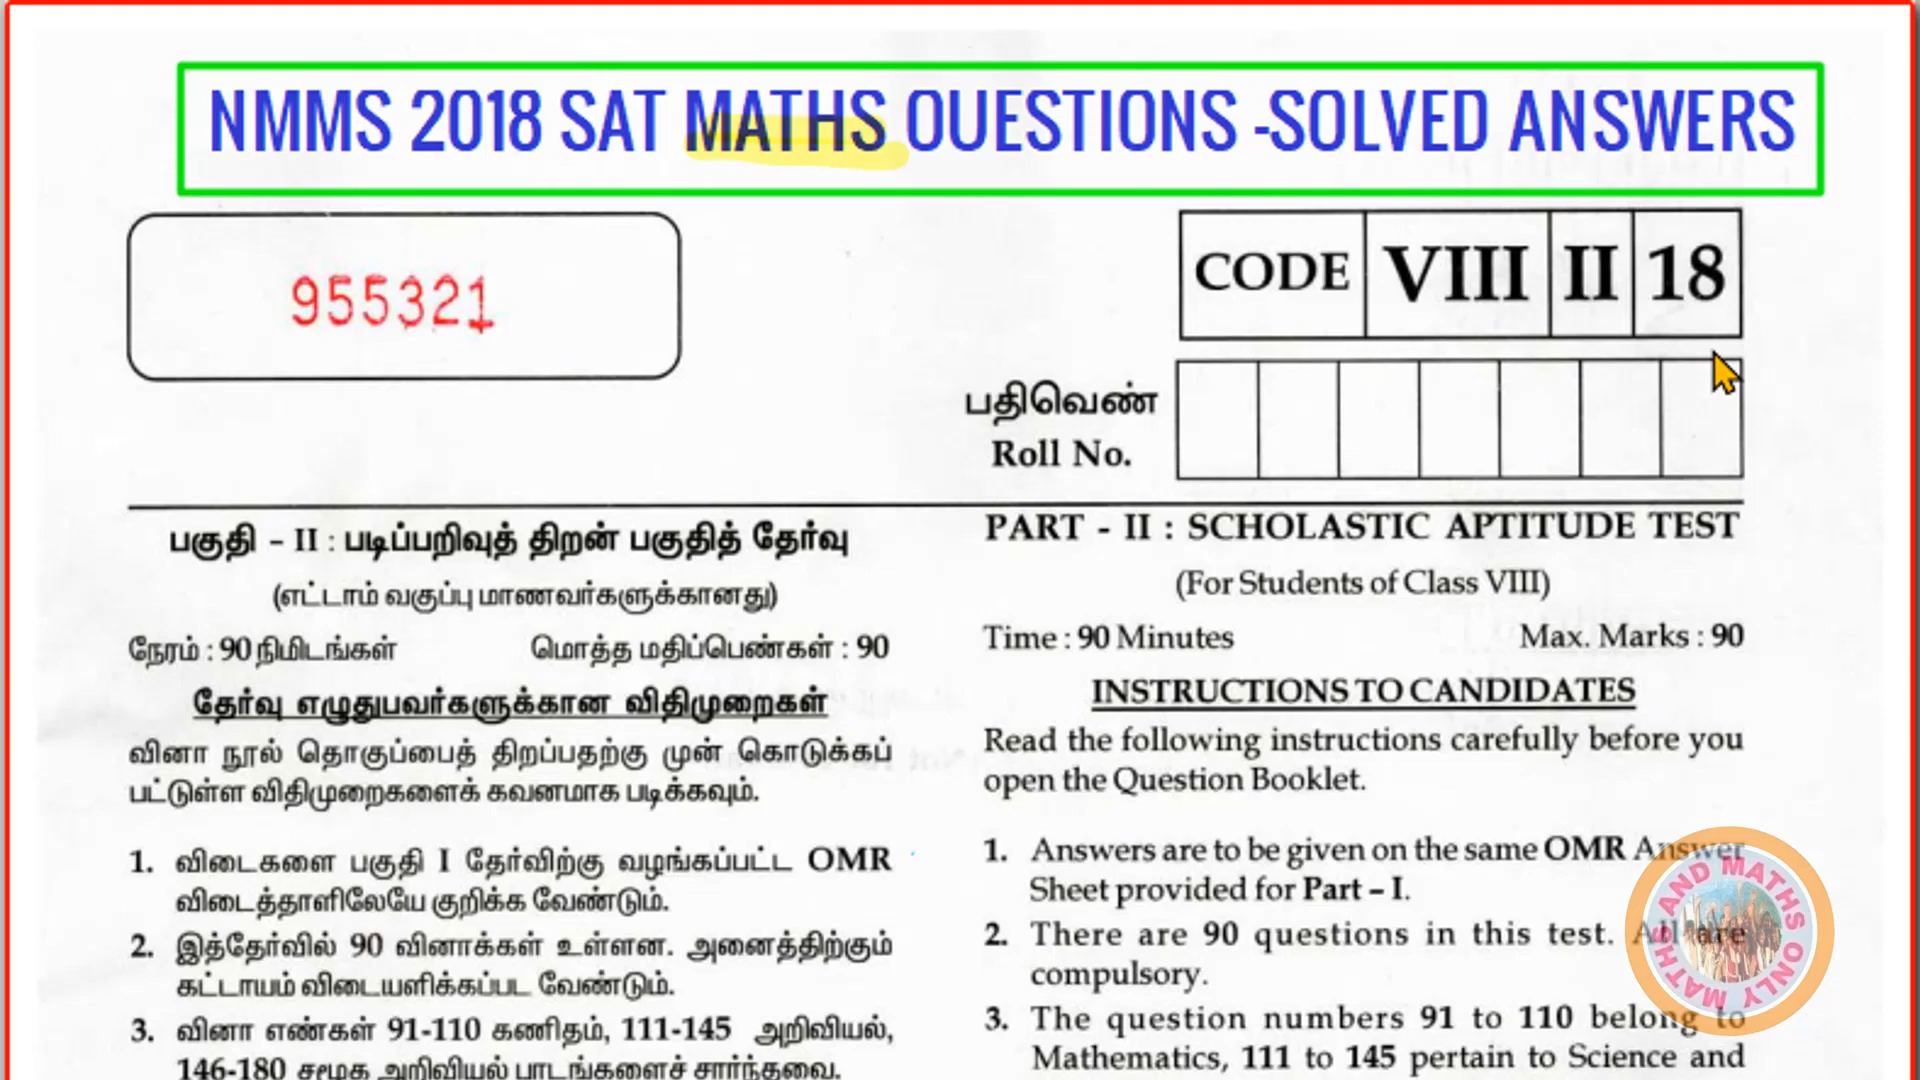 NMMS 2018 SAT MATHS QUESTIONS -SOLVED ANSWERS
955321
CODE VIII II 18
பதிவெண்
Roll No.
பகுதி – II : படிப்பறிவுத் திறன் பகுதித் தேர்வு
(எட்டாம் வகுப்பு மாணவர்களுக்கானது)
நேரம் : 90 நிமிடங்கள் மொத்த மதிப்பெண்கள் : 90
தேர்வு எழுதுபவர்களுக்கான விதிமுறைகள்
வினா நூல் தொகுப்பைத் திறப்பதற்கு முன் கொடுக்கப்
பட்டுள்ள விதிமுறைகளைக் கவனமாக படிக்கவும்.
1. விடைகளை பகுதி I தேர்விற்கு வழங்கப்பட்ட OMR
விடைத்தாளிலேயே குறிக்க வேண்டும்.
2. இத்தேர்வில் 90 வினாக்கள் உள்ளன. அனைத்திற்கும்
கட்டாயம் விடையளிக்கப்பட வேண்டும்.
3. வினா எண்கள் 91-110 கணிதம், 111-145 அறிவியல்,
146-180 சமூக அறிவியல் பாடங்களைச் சார்ந்தவை.
PART - II : SCHOLASTIC APTITUDE TEST
(For Students of Class VIII)
Time : 90 Minutes Max. Marks : 90
INSTRUCTIONS TO CANDIDATES
Read the following instructions carefully before you
open the Question Booklet.
1. Answers are to be given on the same OMR Answer
Sheet provided for Part – I.
2. There are 90 questions in this test. All are
compulsory.
3. The question numbers 91 to 110 belong to
Mathematics, 111 to 145 pertain to Science and
MATHS AND MATHS ONLY